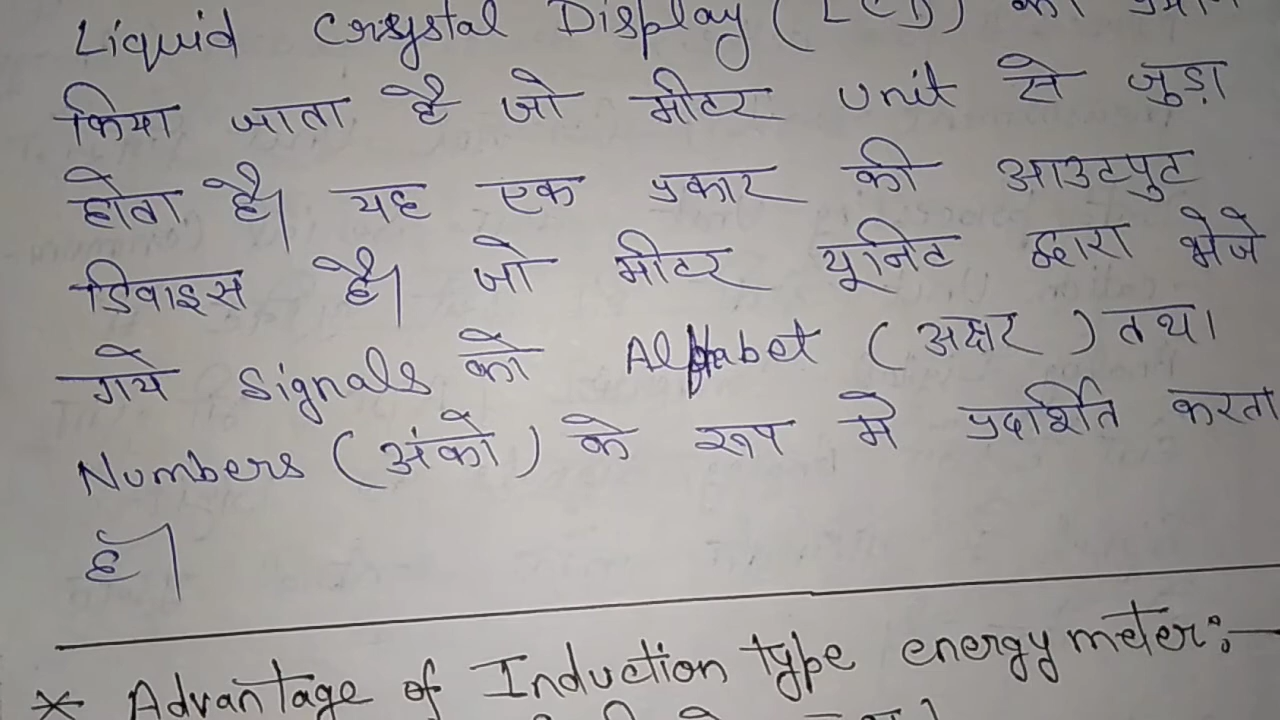 Liquid Crystal Display (LCD) का
किया जाता है जो मीटर unit से जुड़ा
होता है। यह एक प्रकार की आउटपुट
डिवाइस है। जो मीटर यूनिट द्वारा भेजे
गये Signals को Alphabet (अक्षर) तथा
Numbers (अंको) के रूप मे प्रदर्शित करता
है।
* Advantage of Induction type energy meter:-